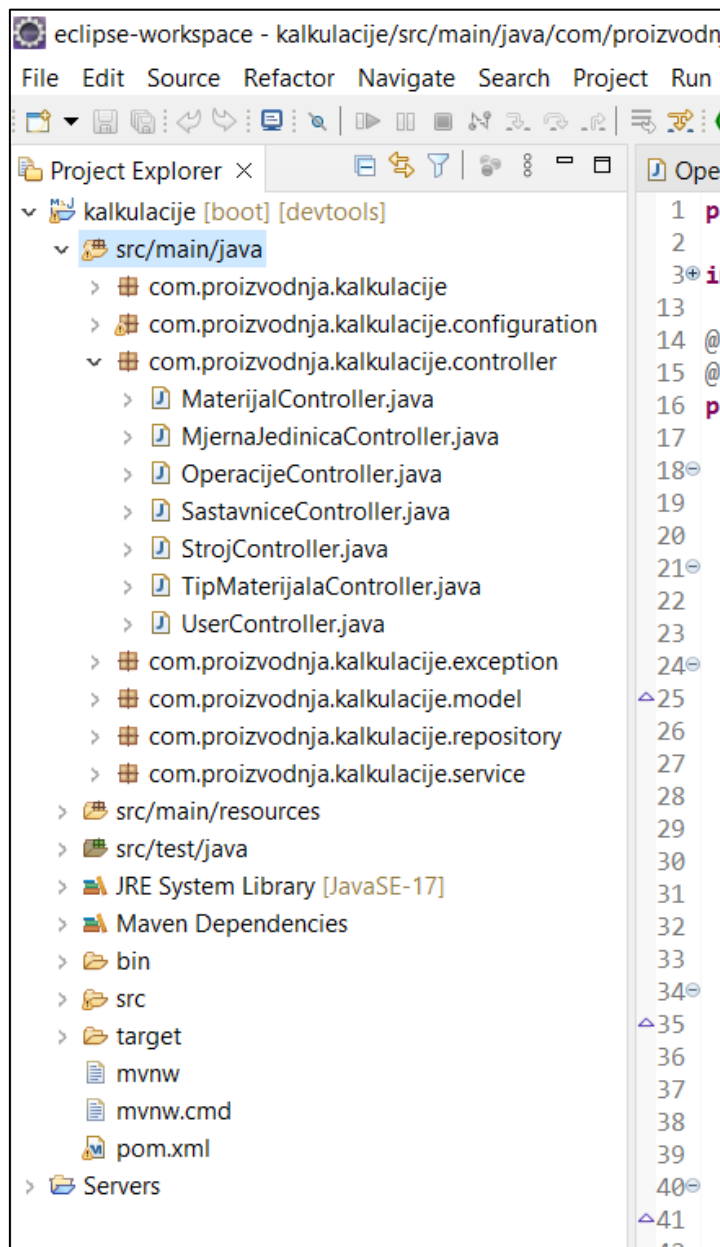 eclipse-workspace - kalkulacije/src/main/java/com/proizvodnj
File Edit Source Refactor Navigate Search Project Run
Project Explorer
Ope
kalkulacije [boot] [devtools]
src/main/java
com.proizvodnja.kalkulacije
com.proizvodnja.kalkulacije.configuration
com.proizvodnja.kalkulacije.controller
MaterijalController.java
MjernaJedinicaController.java
OperacijeController.java
SastavniceController.java
StrojController.java
TipMaterijalaController.java
UserController.java
com.proizvodnja.kalkulacije.exception
com.proizvodnja.kalkulacije.model
com.proizvodnja.kalkulacije.repository
com.proizvodnja.kalkulacije.service
src/main/resources
src/test/java
JRE System Library [JavaSE-17]
Maven Dependencies
bin
src
target
mvnw
mvnw.cmd
pom.xml
Servers
1 p
2
3 i
13
14 @
15 @
16 p
17
18
19
20
21
22
23
24
25
26
27
28
29
30
31
32
33
34
35
36
37
38
39
40
41